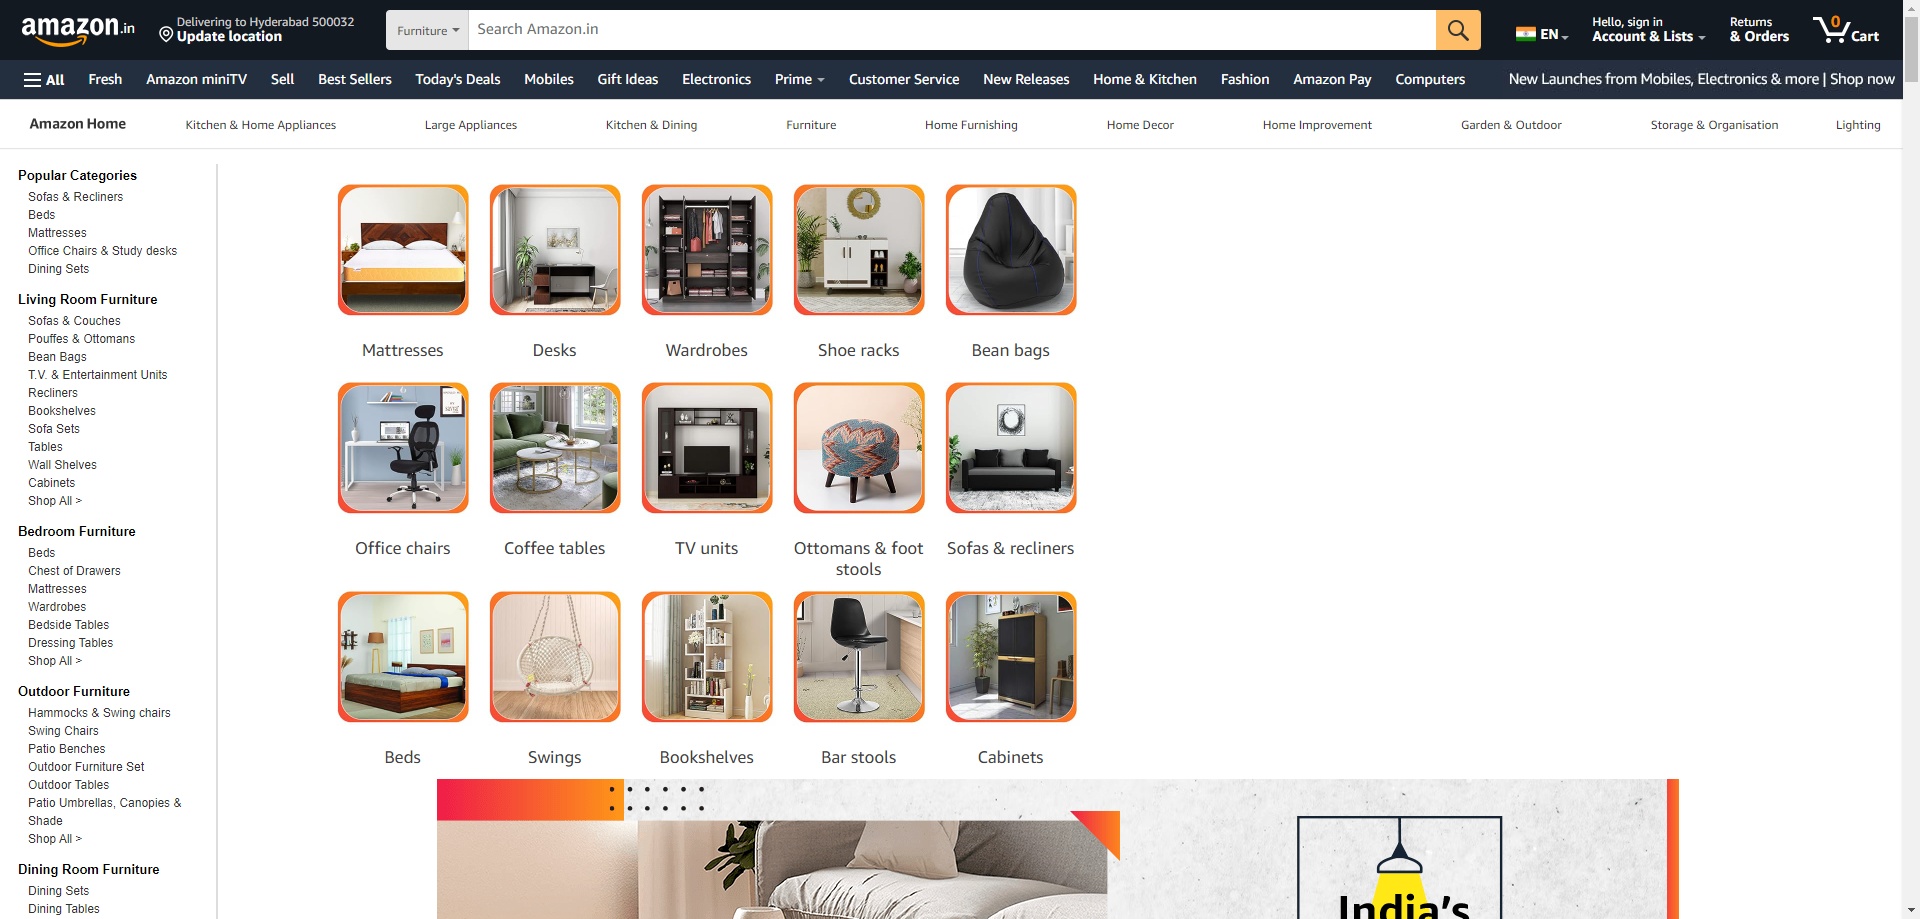 amazon.in
Delivering to Hyderabad 500032
Update location
Furniture
Search Amazon.in
EN
Hello, sign in
Account & Lists
Returns
& Orders
0
Cart
All
Fresh
Amazon miniTV
Sell
Best Sellers
Today's Deals
Mobiles
Gift Ideas
Electronics
Prime
Customer Service
New Releases
Home & Kitchen
Fashion
Amazon Pay
Computers
New Launches from Mobiles, Electronics & more | Shop now
Amazon Home
Kitchen & Home Appliances
Large Appliances
Kitchen & Dining
Furniture
Home Furnishing
Home Decor
Home Improvement
Garden & Outdoor
Storage & Organisation
Lighting
Popular Categories
Sofas & Recliners
Beds
Mattresses
Office Chairs & Study desks
Dining Sets
Living Room Furniture
Sofas & Couches
Pouffes & Ottomans
Bean Bags
T.V. & Entertainment Units
Recliners
Bookshelves
Sofa Sets
Tables
Wall Shelves
Cabinets
Shop All >
Bedroom Furniture
Beds
Chest of Drawers
Mattresses
Wardrobes
Bedside Tables
Dressing Tables
Shop All >
Outdoor Furniture
Hammocks & Swing chairs
Swing Chairs
Patio Benches
Outdoor Furniture Set
Outdoor Tables
Patio Umbrellas, Canopies &
Shade
Shop All >
Dining Room Furniture
Dining Sets
Dining Tables
Mattresses
Desks
Wardrobes
Shoe racks
Bean bags
Office chairs
Coffee tables
TV units
Ottomans & foot
stools
Sofas & recliners
Beds
Swings
Bookshelves
Bar stools
Cabinets
India's